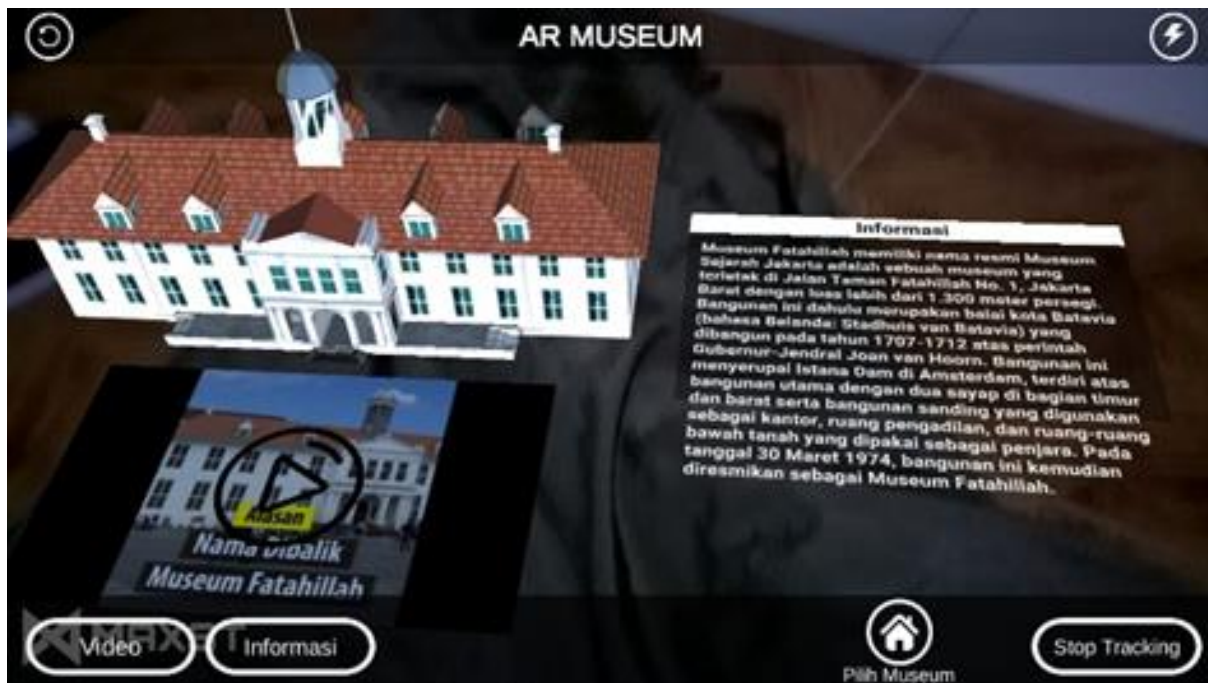 AR MUSEUM
Informasi
Museum Fatahillah memiliki nama resmi Museum
Sejarah Jakarta adalah sebuah museum yang
terletak di Jalan Taman Fatahillah No. 1, Jakarta
Barat dengan luas lebih dari 1.300 meter persegi.
Bangunan ini dahulu merupakan balai kota Batavia
(bahasa Belanda: Stadhuis van Batavia) yang
dibangun pada tahun 1707-1712 atas perintah
Gubernur-Jendral Joan van Hoorn. Bangunan ini
menyerupai Istana Dam di Amsterdam, terdiri atas
bangunan utama dengan dua sayap di bagian timur
dan barat serta bangunan sanding yang digunakan
sebagai kantor, ruang pengadilan, dan ruang-ruang
bawah tanah yang dipakai sebagai penjara. Pada
tanggal 30 Maret 1974, bangunan ini kemudian
diresmikan sebagai Museum Fatahillah.
Alasan
Nama Dibalik
Museum Fatahillah
Video
Informasi
Pilih Museum
Stop Tracking